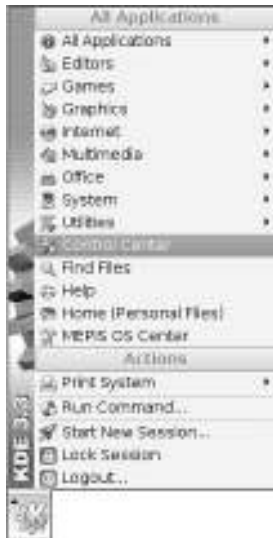 All Applications
All Applications
Editors
Games
Graphics
Internet
Multimedia
Office
System
Utilities
Control Center
Find Files
Help
Home (Personal Files)
MEPIS OS Center
Actions
Print System
Run Command...
Start New Session...
Lock Session
Logout...
KDE 3.3